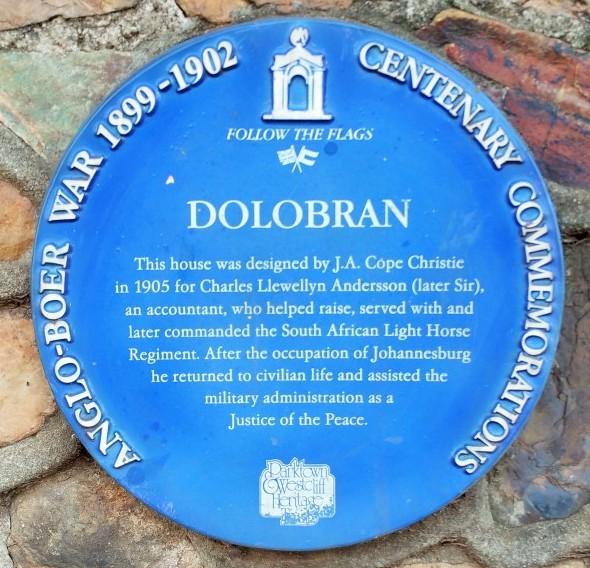 ANGLO-BOER WAR 1899-1902
CENTENARY COMMEMORATIONS
FOLLOW THE FLAGS
DOLOBRAN
This house was designed by J.A. Cope Christie
in 1905 for Charles Llewellyn Andersson (later Sir),
an accountant, who helped raise, served with and
later commanded the South African Light Horse
Regiment. After the occupation of Johannesburg
he returned to civilian life and assisted the
military administration as a
Justice of the Peace.
Parktown
& Westcliff
Heritage